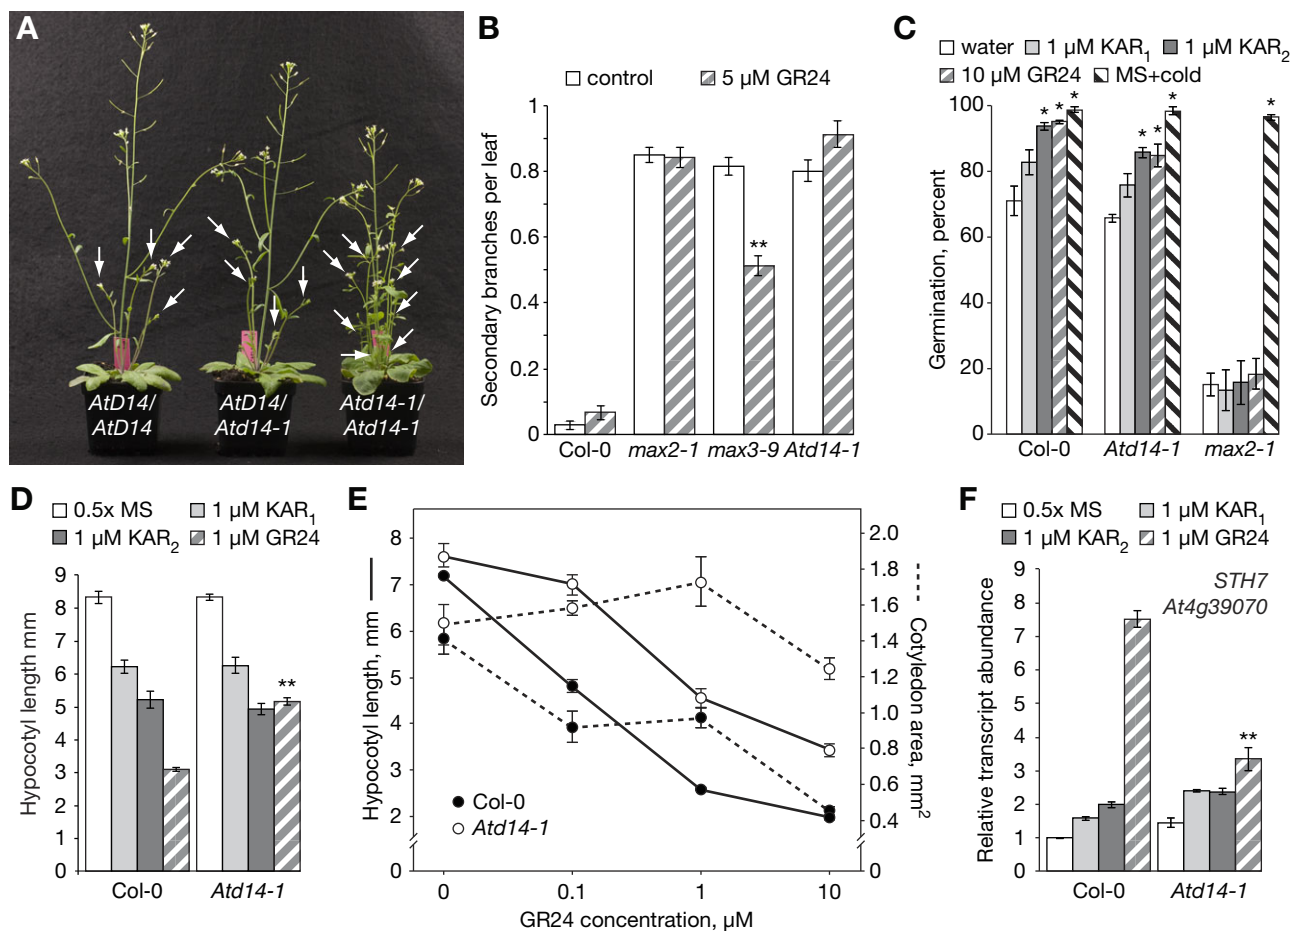 A
AtD14/
AtD14
AtD14/
Atd14-1
Atd14-1/
Atd14-1
B
control
5 µM GR24
Secondary branches per leaf
1
0.8
0.6
0.4
0.2
0
**
Col-0
max2-1
max3-9
Atd14-1
C
water
1 µM KAR1
1 µM KAR2
10 µM GR24
MS+cold
Germination, percent
100
80
60
40
20
0
* * *
* * *
*
Col-0
Atd14-1
max2-1
D
0.5x MS
1 µM KAR1
1 µM KAR2
1 µM GR24
Hypocotyl length mm
9
8
7
6
5
4
3
2
1
0
**
Col-0
Atd14-1
E
Hypocotyl length, mm
8
7
6
5
4
3
2
0
Cotyledon area, mm2
2.0
1.8
1.6
1.4
1.2
1.0
0.8
0.6
0.4
0
Col-0
Atd14-1
0
0.1
1
10
GR24 concentration, µM
F
0.5x MS
1 µM KAR1
1 µM KAR2
1 µM GR24
Relative transcript abundance
9
8
7
6
5
4
3
2
1
0
STH7
At4g39070
**
Col-0
Atd14-1